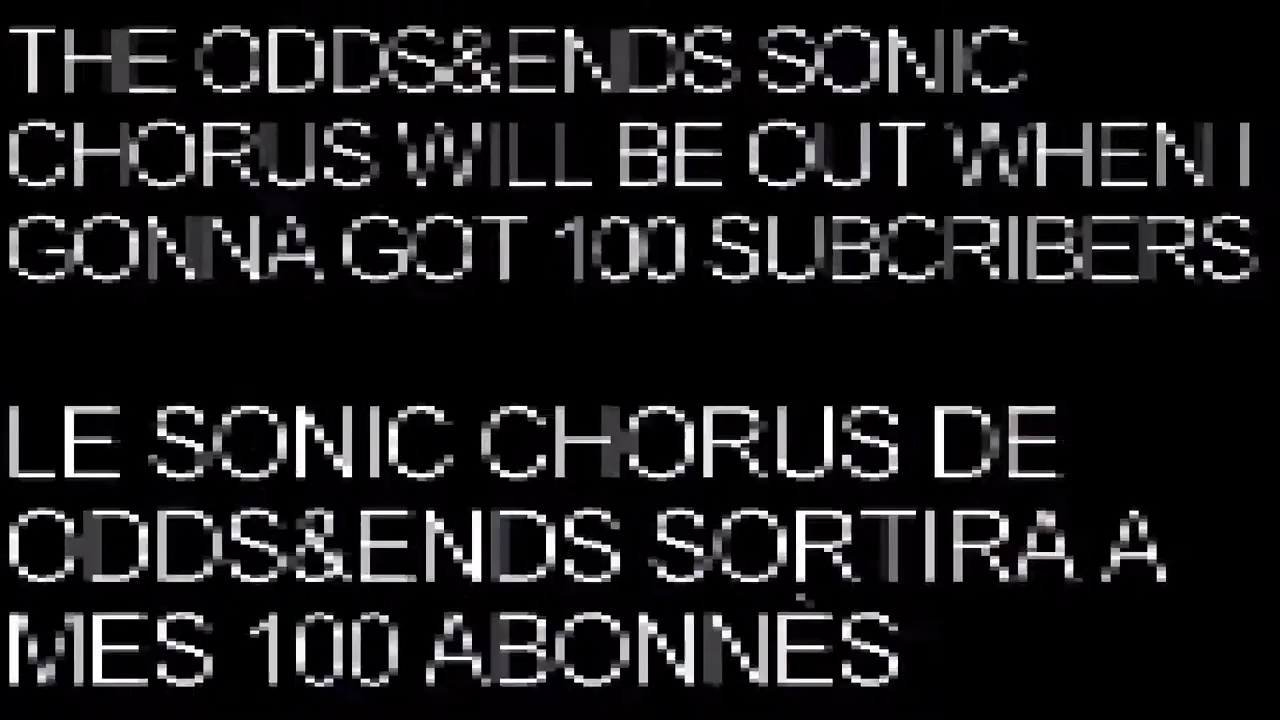 THE ODDS&ENDS SONIC
CHORUS WILL BE OUT WHEN I
GONNA GOT 100 SUBCRIBERS
LE SONIC CHORUS DE
ODDS&ENDS SORTIRA A
MES 100 ABONNÈS